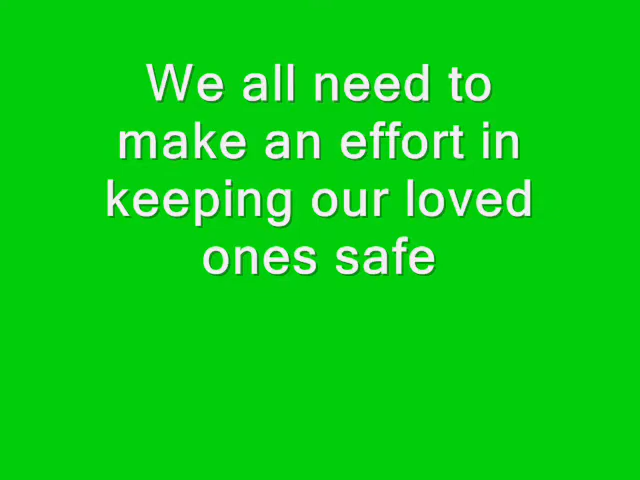 We all need to
make an effort in
keeping our loved
ones safe